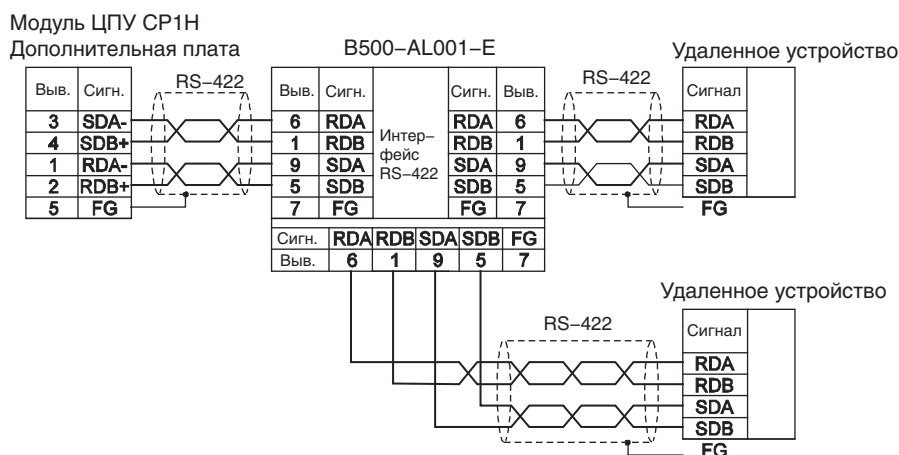 Модуль ЦПУ CP1H
Дополнительная плата
B500–AL001–E
Удаленное устройство
Выв. Сигн. RS–422 Выв. Сигн. Сигн. Выв. RS–422 Сигнал
3 SDA- 6 RDA RDA 6 RDA
4 SDB+ 1 RDB RDB 1 RDB
1 RDA- 9 SDA SDA 9 SDA
2 RDB+ 5 SDB SDB 5 SDB
5 FG 7 FG FG 7 FG
Интер–
фейс
RS–422
Сигн. RDA RDB SDA SDB FG
Выв. 6 1 9 5 7
Удаленное устройство
RS–422 Сигнал
RDA
RDB
SDA
SDB
FG